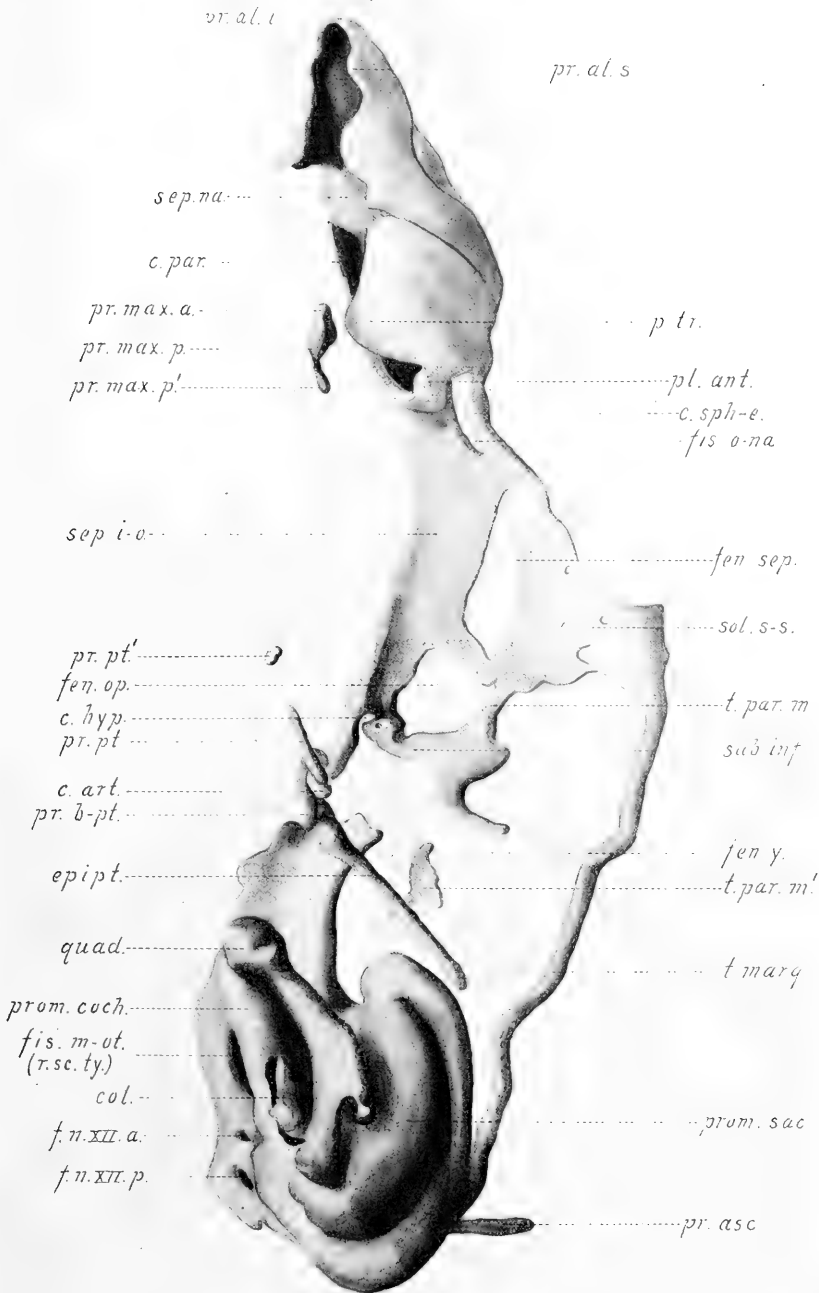 pr. al. i
pr. al. s
sep. na.
c. par.
pr. max. a.
pr. max. p.
pr. max. p.'
p tr.
pl. ant.
c. sph-e.
fis o-na
sep i-o.
fen sep.
sol. s-s.
pr. pt.'
fen. op.
c. hyp.
pr. pt
c. art.
pr. b-pt.
epipt.
quad.
prom. coch.
fis. m-ot.
(r. sc. ty.)
col.
f. n. XII. a.
f. n. XII. p.
t. par. m
sub inf
fen y.
t. par. m.'
t marg
prom. sac
pr. asc